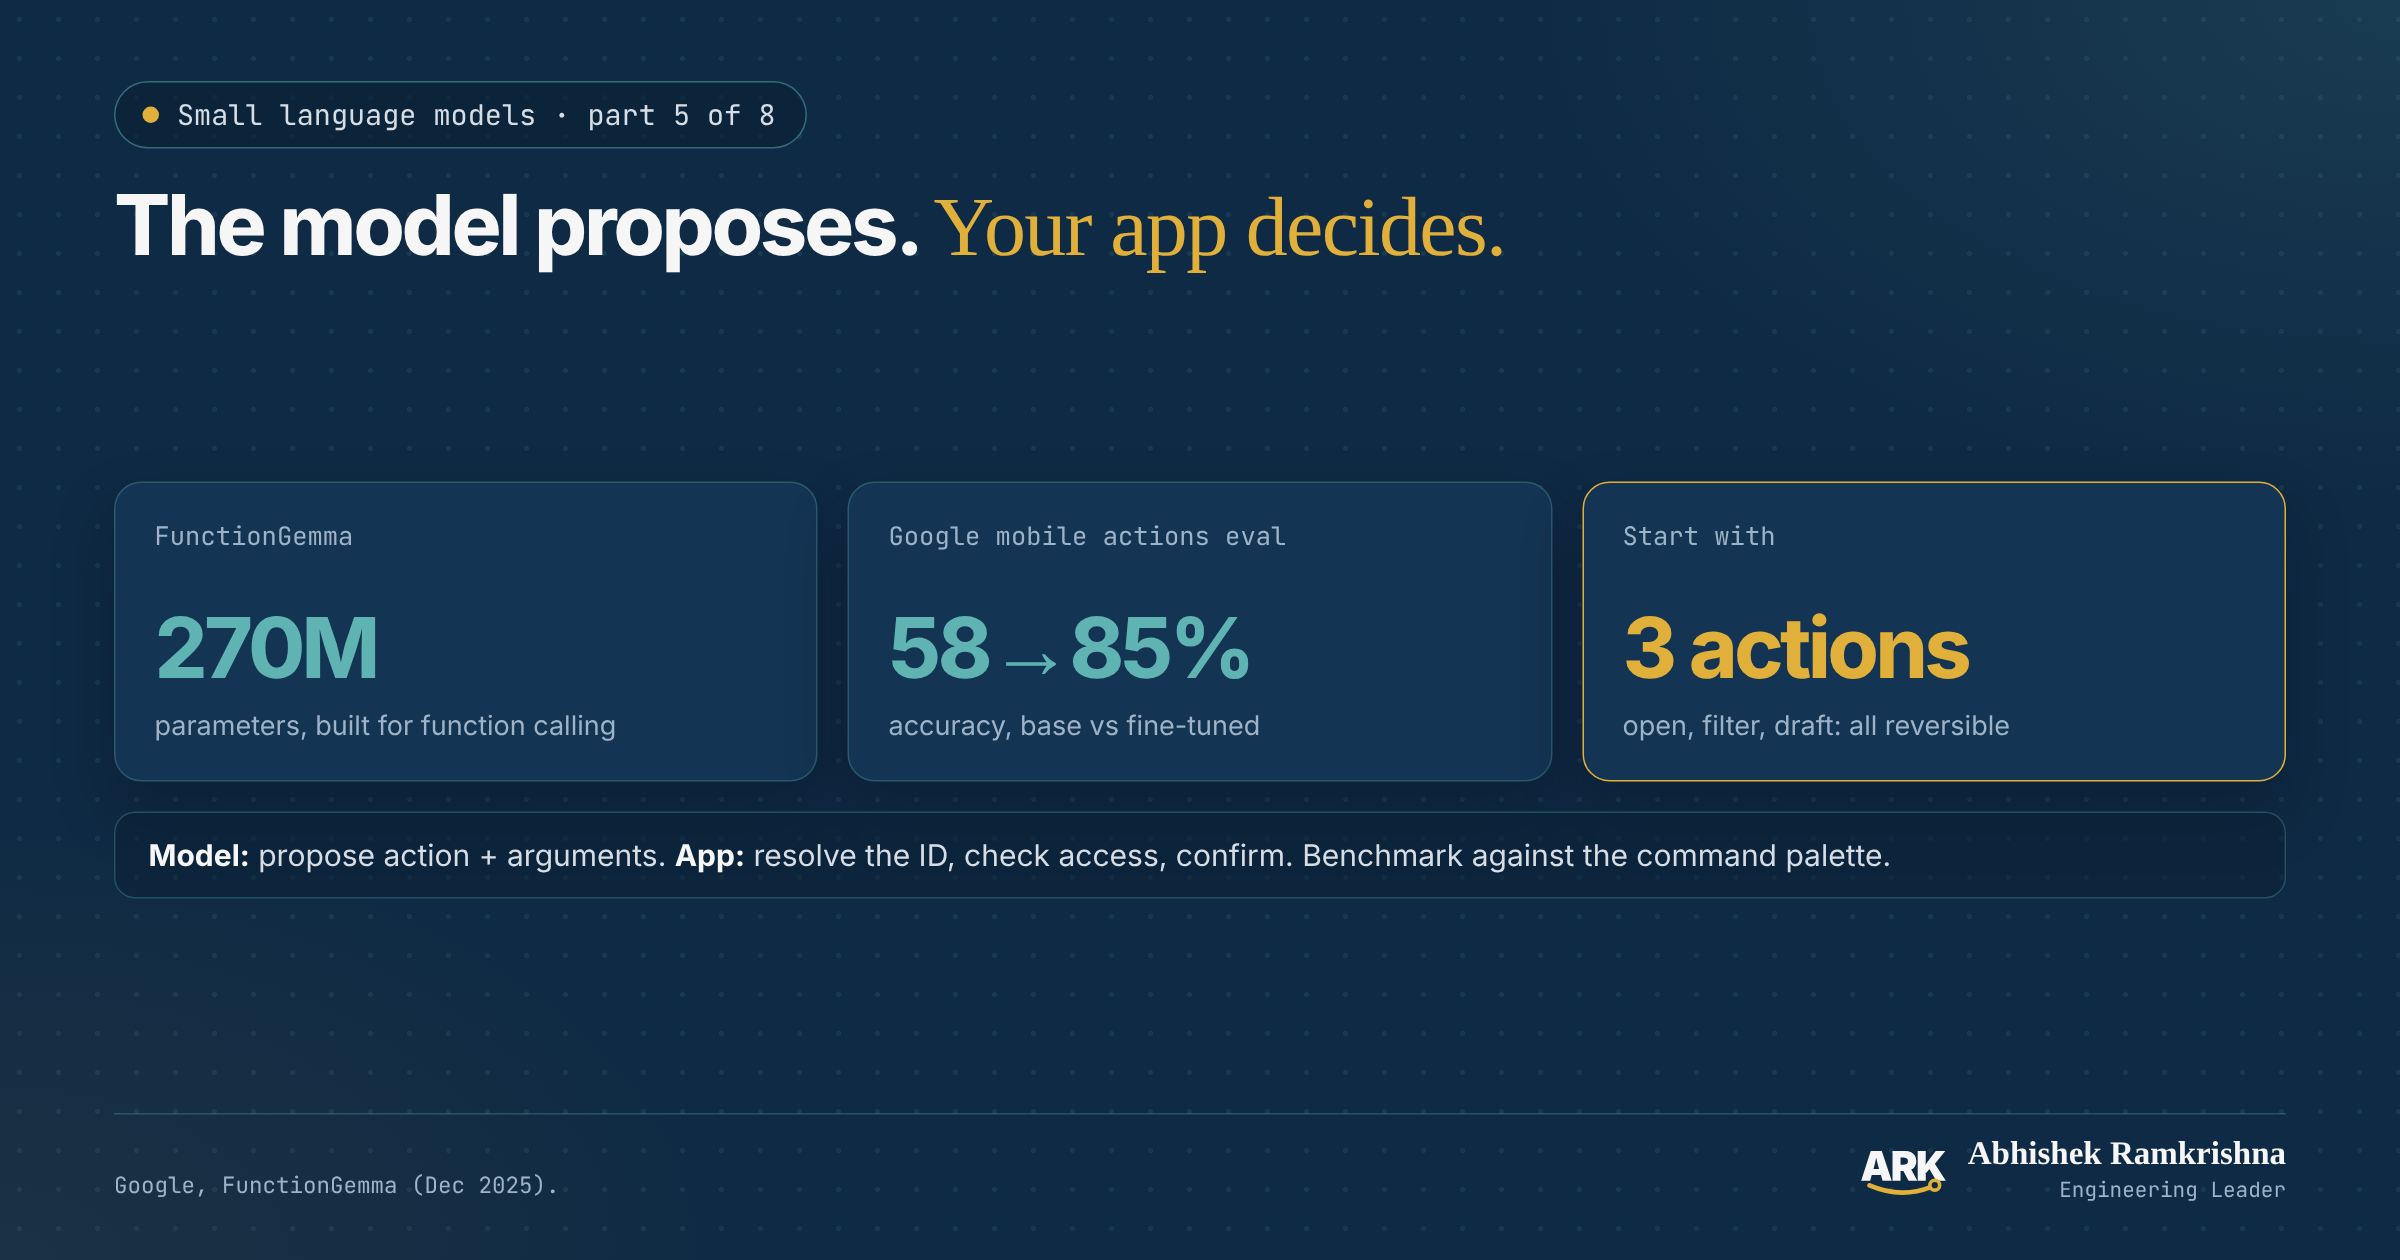 Small language models · part 5 of 8
The model proposes. Your app decides.
FunctionGemma
270M
parameters, built for function calling
Google mobile actions eval
58→85%
accuracy, base vs fine-tuned
Start with
3 actions
open, filter, draft: all reversible
Model: propose action + arguments. App: resolve the ID, check access, confirm. Benchmark against the command palette.
Google, FunctionGemma (Dec 2025).
ARK
Abhishek Ramkrishna
Engineering Leader